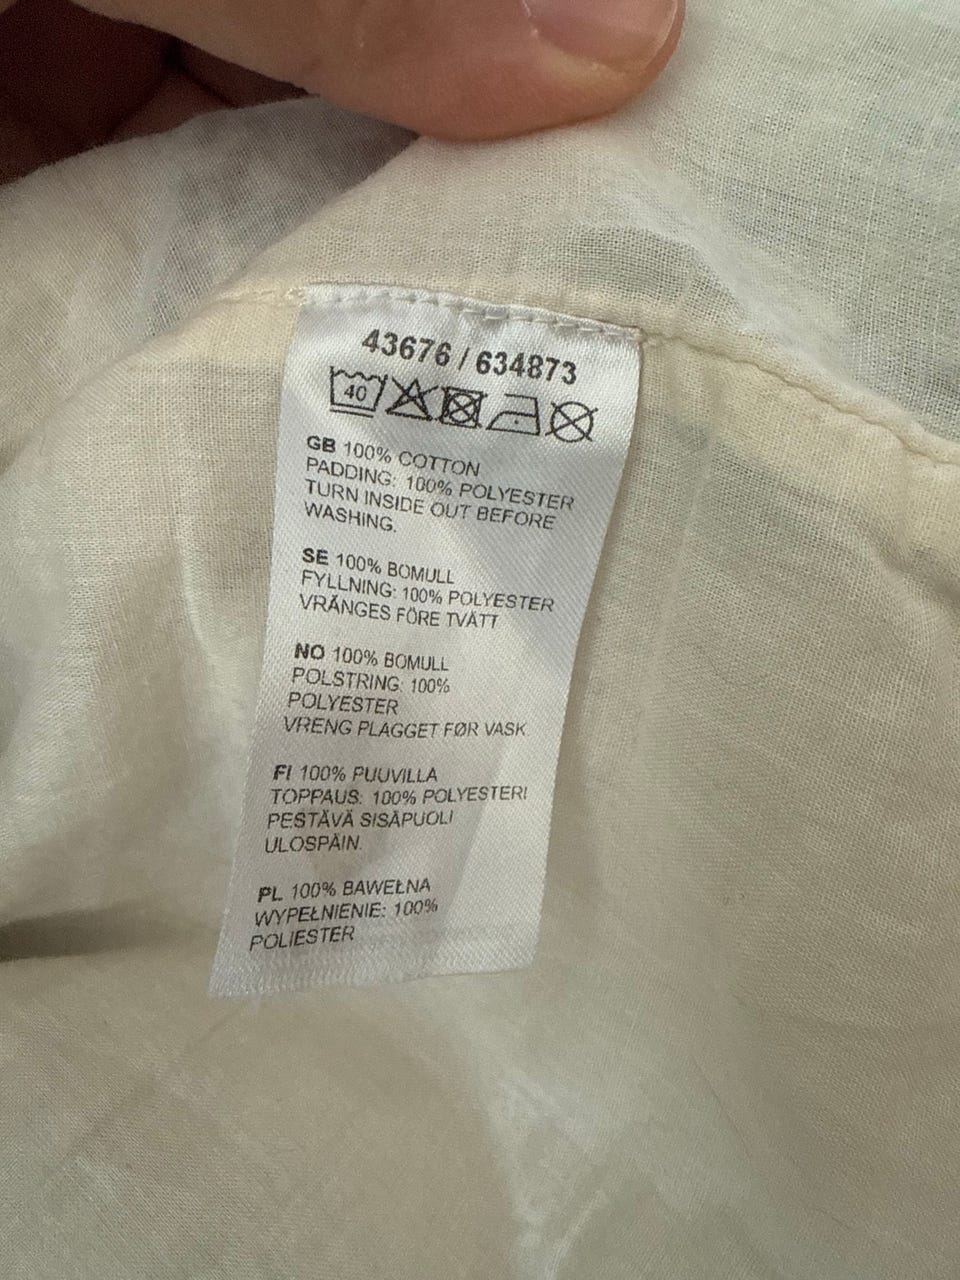 43676 / 634873
40
GB 100% COTTON
PADDING: 100% POLYESTER
TURN INSIDE OUT BEFORE
WASHING.
SE 100% BOMULL
FYLLNING: 100% POLYESTER
VRÄNGES FÖRE TVÄTT
NO 100% BOMULL
POLSTRING: 100%
POLYESTER
VRENG PLAGGET FØR VASK.
FI 100% PUUVILLA
TOPPAUS: 100% POLYESTERI
PESTÄVÄ SISÄPUOLI
ULOSPÄIN.
PL 100% BAWEŁNA
WYPEŁNIENIE: 100%
POLIESTER